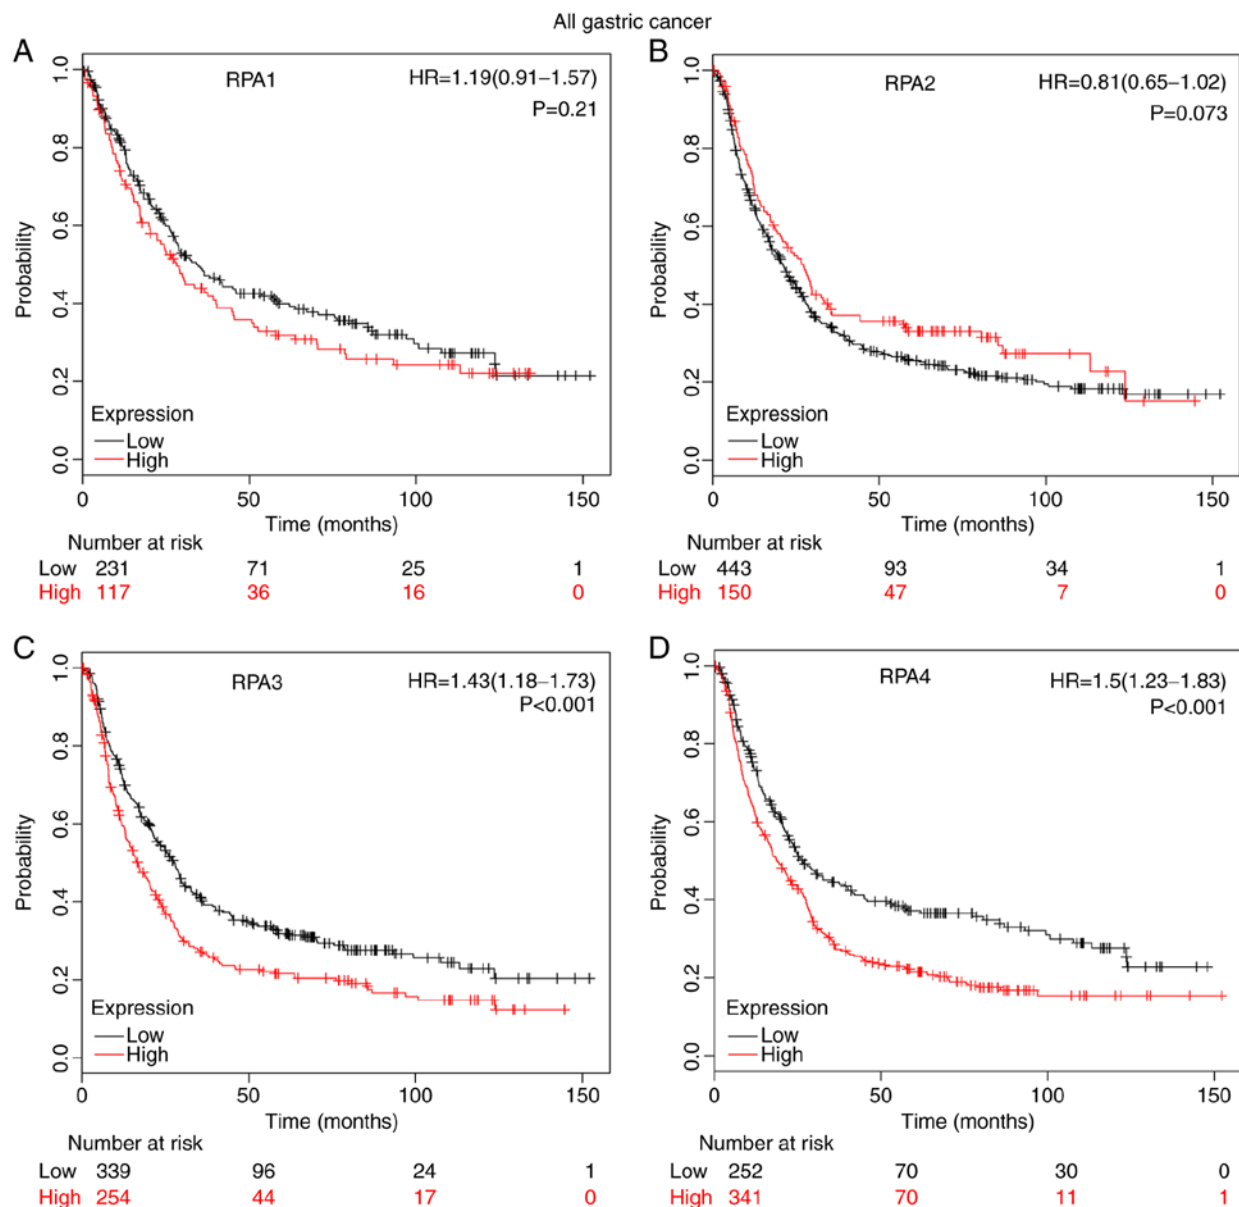 All gastric cancer
A
RPA1
HR=1.19(0.91–1.57)
P=0.21
Probability
1.0
0.8
0.6
0.4
0.2
0.0
Expression
Low
High
0 50 100 150
Time (months)
Number at risk
Low 231 71 25 1
High 117 36 16 0
B
RPA2
HR=0.81(0.65–1.02)
P=0.073
Probability
1.0
0.8
0.6
0.4
0.2
0.0
Expression
Low
High
0 50 100 150
Time (months)
Number at risk
Low 443 93 34 1
High 150 47 7 0
C
RPA3
HR=1.43(1.18–1.73)
P<0.001
Probability
1.0
0.8
0.6
0.4
0.2
0.0
Expression
Low
High
0 50 100 150
Time (months)
Number at risk
Low 339 96 24 1
High 254 44 17 0
D
RPA4
HR=1.5(1.23–1.83)
P<0.001
Probability
1.0
0.8
0.6
0.4
0.2
0.0
Expression
Low
High
0 50 100 150
Time (months)
Number at risk
Low 252 70 30 0
High 341 70 11 1